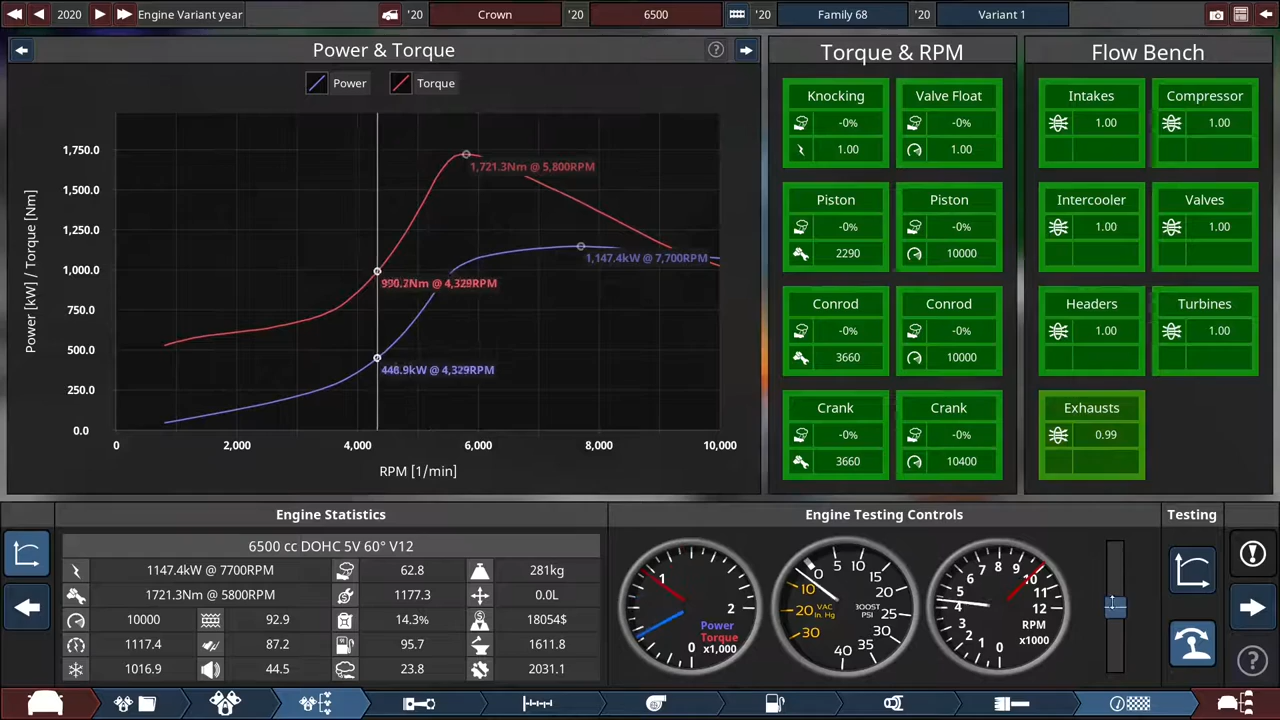 2020 Engine Variant year '20 Crown '20 6500 '20 Family 68 '20 Variant 1
Power & Torque ?
Power Torque
1,750.0
1,500.0
1,250.0
1,000.0
750.0
500.0
250.0
0.0
Power [kW] / Torque [Nm]
1,721.3Nm @ 5,800RPM
1,147.4kW @ 7,700RPM
990.2Nm @ 4,329RPM
448.9kW @ 4,329RPM
0 2,000 4,000 6,000 8,000 10,000
RPM [1/min]
Torque & RPM
Knocking
-0%
1.00
Valve Float
-0%
1.00
Piston
-0%
2290
Piston
-0%
10000
Conrod
-0%
3660
Conrod
-0%
10000
Crank
-0%
3660
Crank
-0%
10400
Flow Bench
Intakes
1.00
Compressor
1.00
Intercooler
1.00
Valves
1.00
Headers
1.00
Turbines
1.00
Exhausts
0.99
Engine Statistics
6500 cc DOHC 5V 60° V12
1147.4kW @ 7700RPM 62.8 281kg
1721.3Nm @ 5800RPM 1177.3 0.0L
10000 92.9 14.3% 18054$
1117.4 87.2 95.7 1611.8
1016.9 44.5 23.8 2031.1
Engine Testing Controls
0 1 2
Power
Torque
x1,000
30 20 10 0 5 10 15 20 25 30 35 40
VAC
In. Hg
BOOST
PSI
0 1 2 3 4 5 6 7 8 9 10 11 12
RPM
x1000
Testing
?